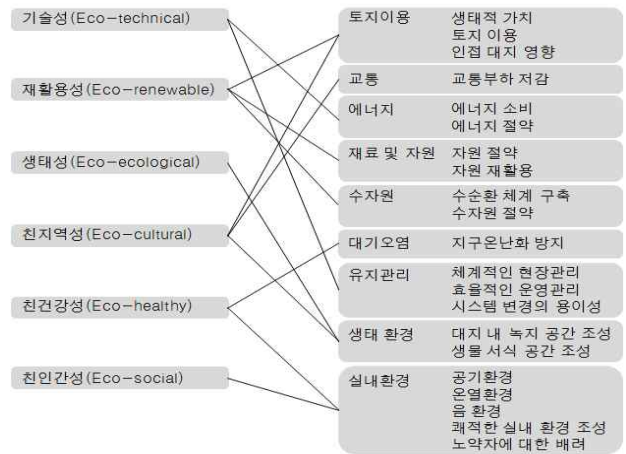 기술성(Eco-technical)
재활용성(Eco-renewable)
생태성(Eco-ecological)
친지역성(Eco-cultural)
친건강성(Eco-healthy)
친인간성(Eco-social)
토지이용 생태적 가치
토지 이용
인접 대지 영향
교통 교통부하 저감
에너지 에너지 소비
에너지 절약
재료 및 자원 자원 절약
자원 재활용
수자원 수순환 체계 구축
수자원 절약
대기오염 지구온난화 방지
유지관리 체계적인 현장관리
효율적인 운영관리
시스템 변경의 용이성
생태 환경 대지 내 녹지 공간 조성
생물 서식 공간 조성
실내환경 공기환경
온열환경
음 환경
쾌적한 실내 환경 조성
노약자에 대한 배려